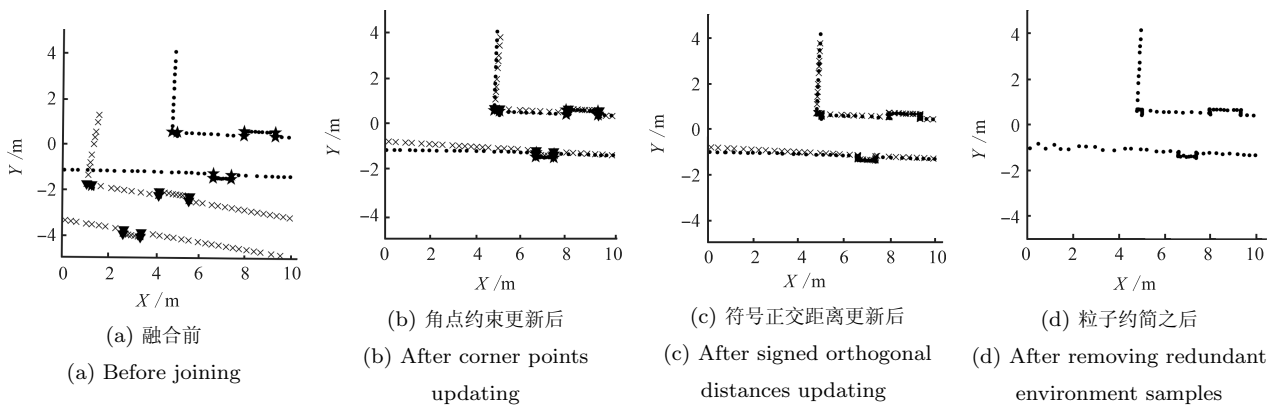 Y /m
4
2
0
−2
−4
0 2 4 6 8 10
X /m
(a) 融合前
(a) Before joining
Y /m
4
2
0
−2
−4
0 2 4 6 8 10
X /m
(b) 角点约束更新后
(b) After corner points
updating
Y /m
4
2
0
−2
−4
0 2 4 6 8 10
X /m
(c) 符号正交距离更新后
(c) After signed orthogonal
distances updating
Y /m
4
2
0
−2
−4
0 2 4 6 8 10
X /m
(d) 粒子约简之后
(d) After removing redundant
environment samples